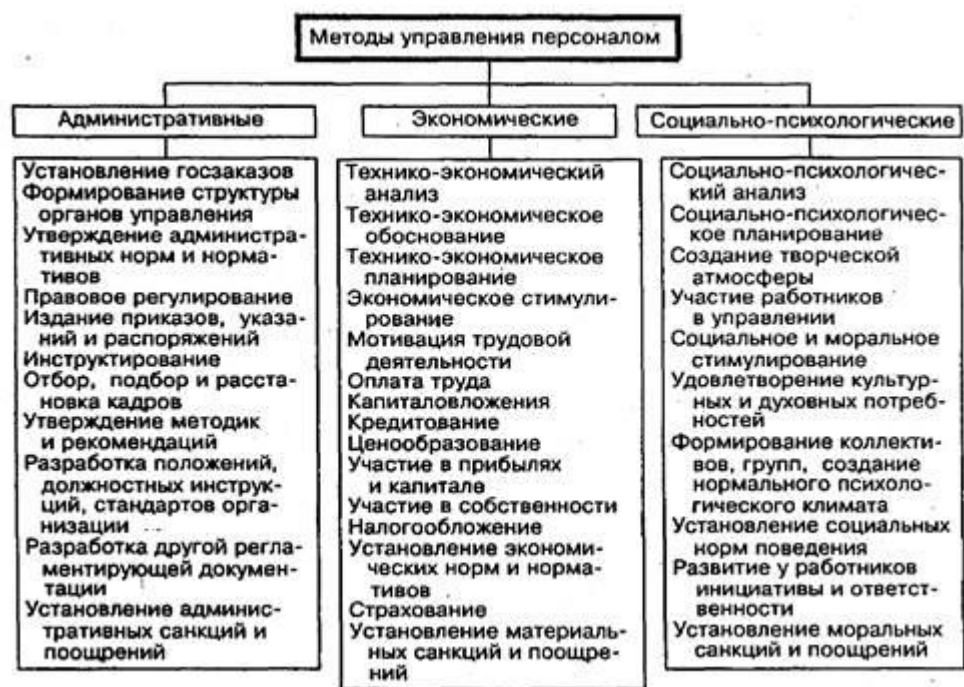 Методы управления персоналом
Административные
Установление госзаказов
Формирование структуры
органов управления
Утверждение администра-
тивных норм и норма-
тивов
Правовое регулирование
Издание приказов, указа-
ний и распоряжений
Инструктирование
Отбор, подбор и расста-
новка кадров
Утверждение методик
и рекомендаций
Разработка положений,
должностных инструк-
ций, стандартов орга-
низации
Разработка другой регла-
ментирующей докумен-
тации
Установление админис-
тративных санкций и
поощрений
Экономические
Технико-экономический
анализ
Технико-экономическое
обоснование
Технико-экономическое
планирование
Экономическое стимули-
рование
Мотивация трудовой
деятельности
Оплата труда
Капиталовложения
Кредитование
Ценообразование
Участие в прибылях
и капитале
Участие в собственности
Налогообложение
Установление экономи-
ческих норм и норма-
тивов
Страхование
Установление материаль-
ных санкций и поощре-
ний
Социально-психологические
Социально-психологичес-
кий анализ
Социально-психологичес-
кое планирование
Создание творческой
атмосферы
Участие работников
в управлении
Социальное и моральное
стимулирование
Удовлетворение культур-
ных и духовных потреб-
ностей
Формирование коллекти-
вов, групп, создание
нормального психоло-
гического климата
Установление социальных
норм поведения
Развитие у работников
инициативы и ответст-
венности
Установление моральных
санкций и поощрений